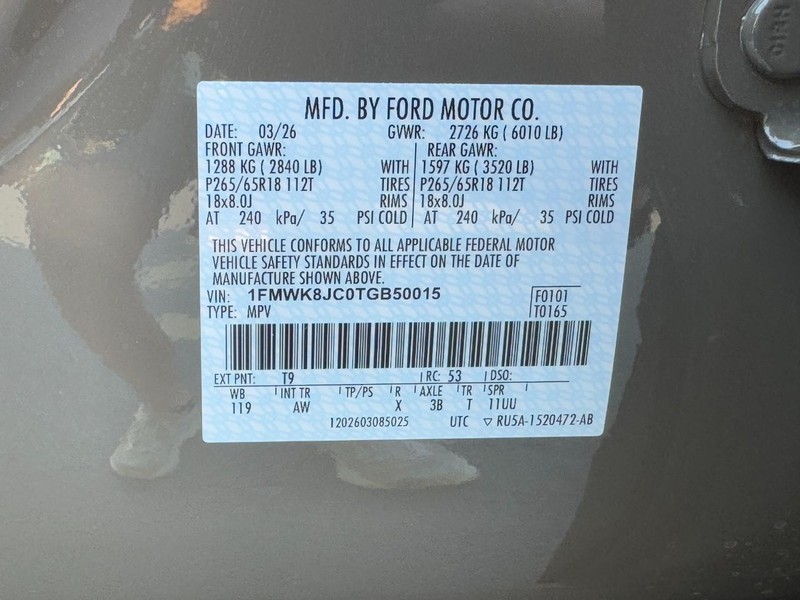 MFD. BY FORD MOTOR CO.
DATE: 03/26 GVWR: 2726 KG ( 6010 LB)
FRONT GAWR: REAR GAWR:
1288 KG ( 2840 LB) WITH 1597 KG ( 3520 LB) WITH
P265/65R18 112T TIRES P265/65R18 112T TIRES
18x8.0J RIMS 18x8.0J RIMS
AT 240 kPa/ 35 PSI COLD AT 240 kPa/ 35 PSI COLD
THIS VEHICLE CONFORMS TO ALL APPLICABLE FEDERAL MOTOR
VEHICLE SAFETY STANDARDS IN EFFECT ON THE DATE OF
MANUFACTURE SHOWN ABOVE.
VIN: 1FMWK8JC0TGB50015 F0101
TYPE: MPV T0165
EXT PNT: T9 RC: 53 DSO:
WB INT TR TP/PS R AXLE TR SPR
119 AW X 3B T 11UU
1202603085025 UTC ▽ RU5A-1520472-AB